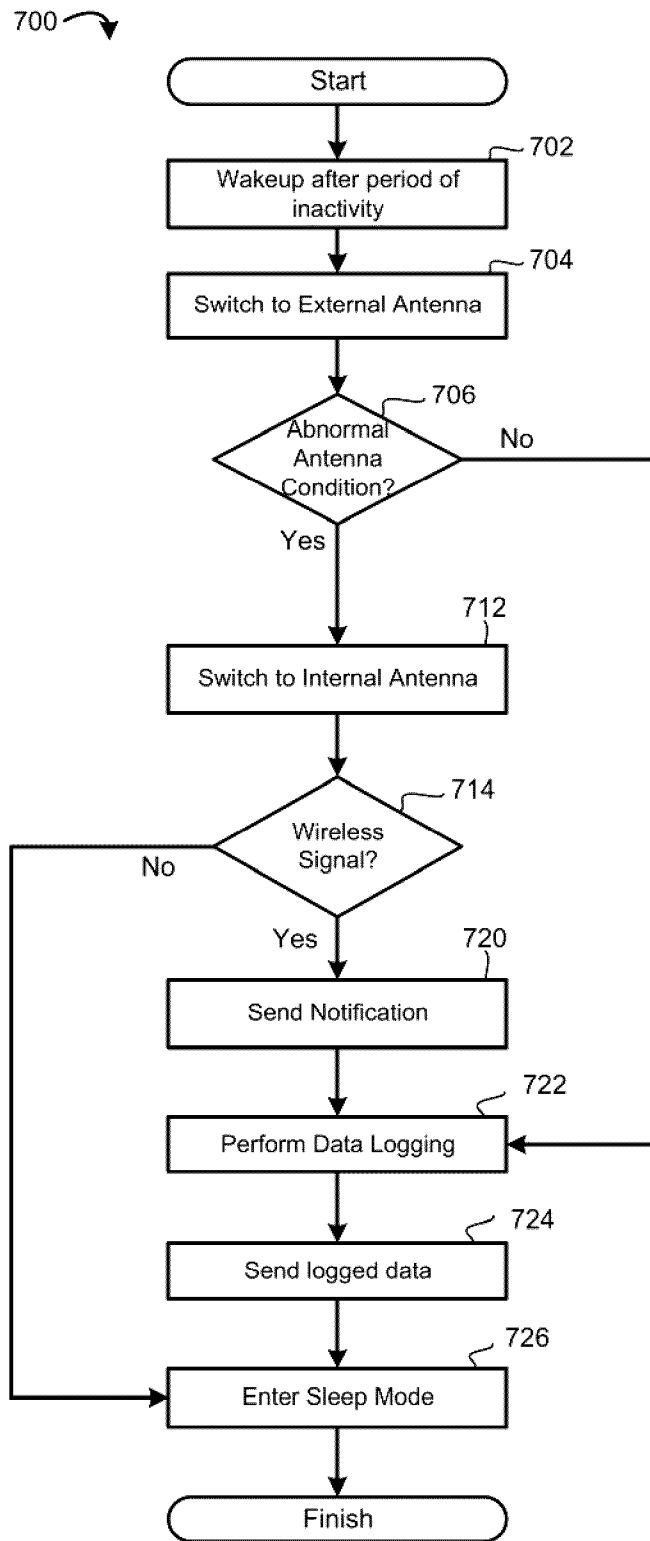 700
Start
702
Wakeup after period of
inactivity
704
Switch to External Antenna
706
Abnormal
Antenna
Condition?
No
Yes
712
Switch to Internal Antenna
714
Wireless
Signal?
No
Yes
720
Send Notification
722
Perform Data Logging
724
Send logged data
726
Enter Sleep Mode
Finish